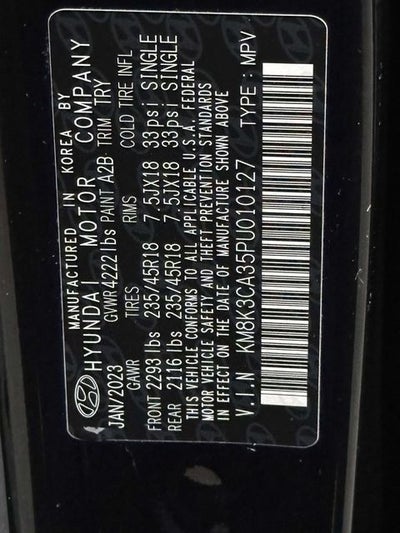 MANUFACTURED IN KOREA BY
HYUNDAI MOTOR COMPANY
JAN/2023 GVWR 4222 lbs PAINT A2B TRIM TRY
GAWR TIRES RIMS COLD TIRE INFL
FRONT 2293 lbs 235/45R18 7.5JX18 33psi SINGLE
REAR 2116 lbs 235/45R18 7.5JX18 33psi SINGLE
THIS VEHICLE CONFORMS TO ALL APPLICABLE U.S.A. FEDERAL
MOTOR VEHICLE SAFETY AND THEFT PREVENTION STANDARDS
IN EFFECT ON THE DATE OF MANUFACTURE SHOWN ABOVE.
V.I.N KM8K3CA35PU010127 TYPE: MPV